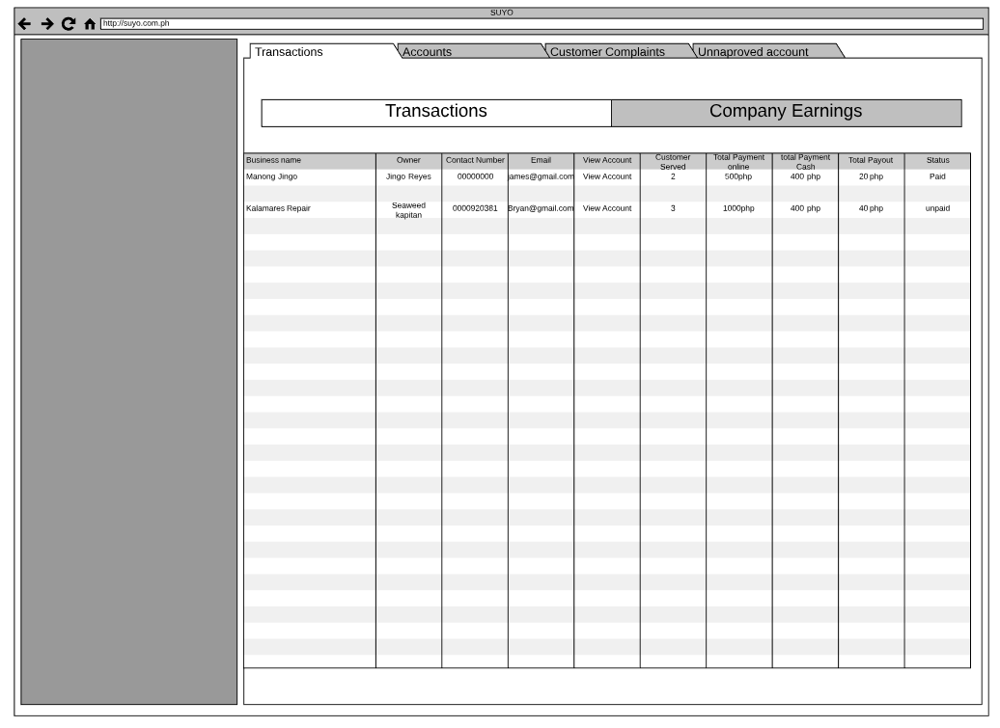 SUYO
http://suyo.com.ph
Transactions Accounts Customer Complaints Unnaproved account
Transactions Company Earnings
Business name Owner Contact Number Email View Account Customer Served Total Payment online total Payment Cash Total Payout Status
Manong Jingo Jingo Reyes 00000000 james@gmail.com View Account 2 500php 400 php 20 php Paid
Kalamares Repair Seaweed kapitan 0000920381 Bryan@gmail.com View Account 3 1000php 400 php 40 php unpaid